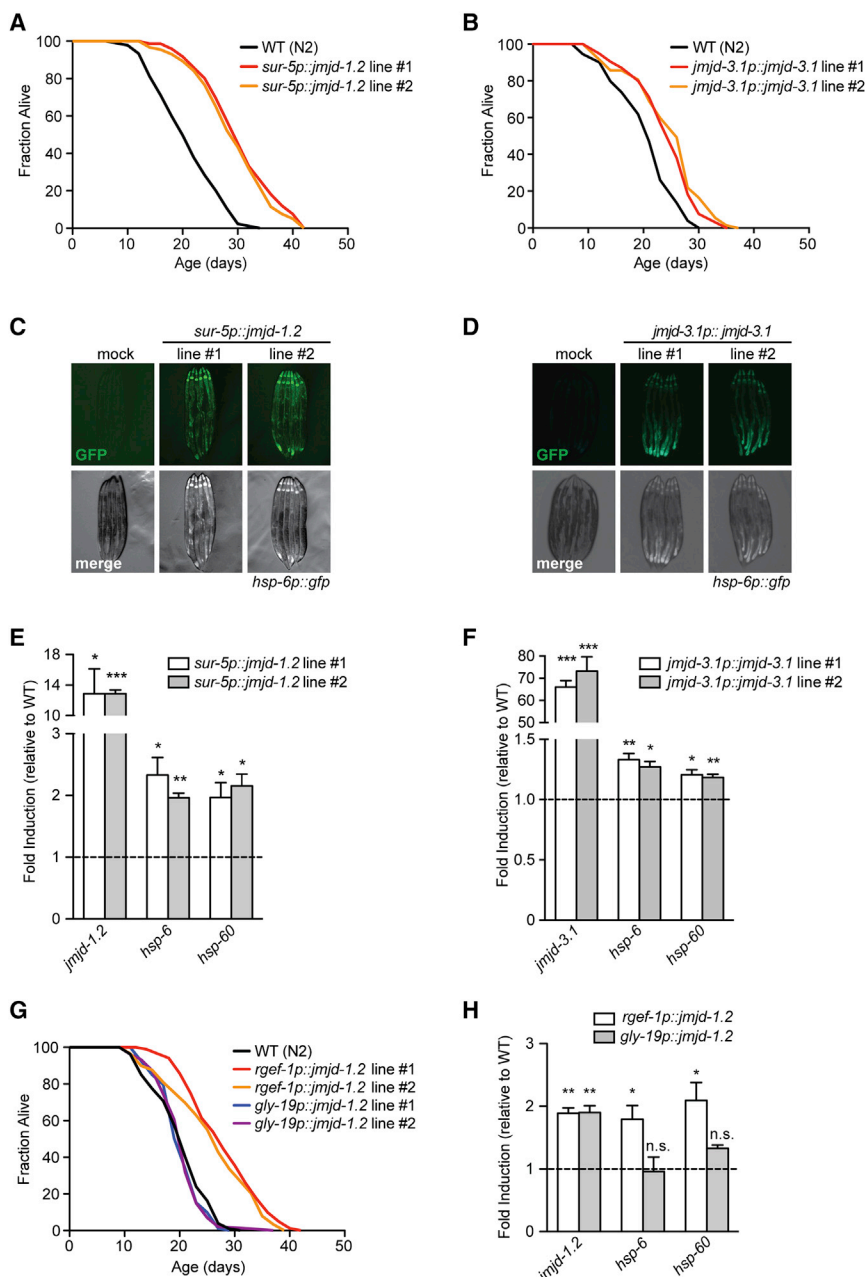 A
100
80
60
40
20
0
Fraction Alive
0 10 20 30 40 50
Age (days)
WT (N2)
sur-5p::jmjd-1.2 line #1
sur-5p::jmjd-1.2 line #2
B
100
80
60
40
20
0
Fraction Alive
0 10 20 30 40 50
Age (days)
WT (N2)
jmjd-3.1p::jmjd-3.1 line #1
jmjd-3.1p::jmjd-3.1 line #2
C
sur-5p::jmjd-1.2
mock line #1 line #2
GFP
merge
hsp-6p::gfp
D
jmjd-3.1p:: jmjd-3.1
mock line #1 line #2
GFP
merge
hsp-6p::gfp
E
Fold Induction (relative to WT)
18
14
10
3
2
1
0
* ***
* **
* *
sur-5p::jmjd-1.2 line #1
sur-5p::jmjd-1.2 line #2
jmjd-1.2
hsp-6
hsp-60
F
Fold Induction (relative to WT)
80
70
60
50
1.5
1.0
0.5
0
*** ***
** *
* **
jmjd-3.1p::jmjd-3.1 line #1
jmjd-3.1p::jmjd-3.1 line #2
jmjd-3.1
hsp-6
hsp-60
G
100
80
60
40
20
0
Fraction Alive
0 10 20 30 40 50
Age (days)
WT (N2)
rgef-1p::jmjd-1.2 line #1
rgef-1p::jmjd-1.2 line #2
gly-19p::jmjd-1.2 line #1
gly-19p::jmjd-1.2 line #2
H
rgef-1p::jmjd-1.2
gly-19p::jmjd-1.2
Fold Induction (relative to WT)
3
2
1
0
** **
* n.s.
* n.s.
jmjd-1.2
hsp-6
hsp-60